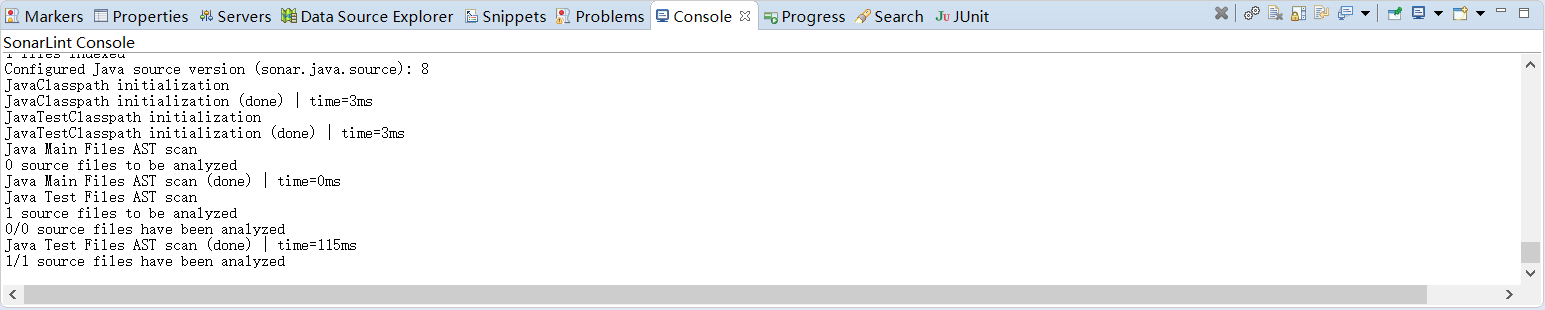 Markers Properties Servers Data Source Explorer Snippets Problems Console Progress Search JUnit
SonarLint Console
1 files indexed
Configured Java source version (sonar.java.source): 8
JavaClasspath initialization
JavaClasspath initialization (done) | time=3ms
JavaTestClasspath initialization
JavaTestClasspath initialization (done) | time=3ms
Java Main Files AST scan
0 source files to be analyzed
Java Main Files AST scan (done) | time=0ms
Java Test Files AST scan
1 source files to be analyzed
0/0 source files have been analyzed
Java Test Files AST scan (done) | time=115ms
1/1 source files have been analyzed